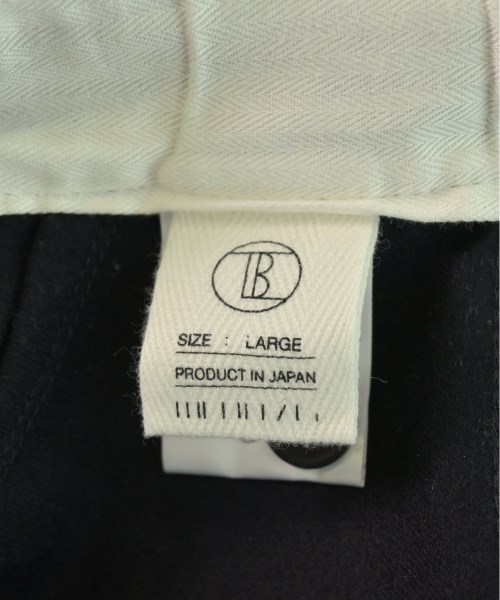 B
SIZE : LARGE
PRODUCT IN JAPAN